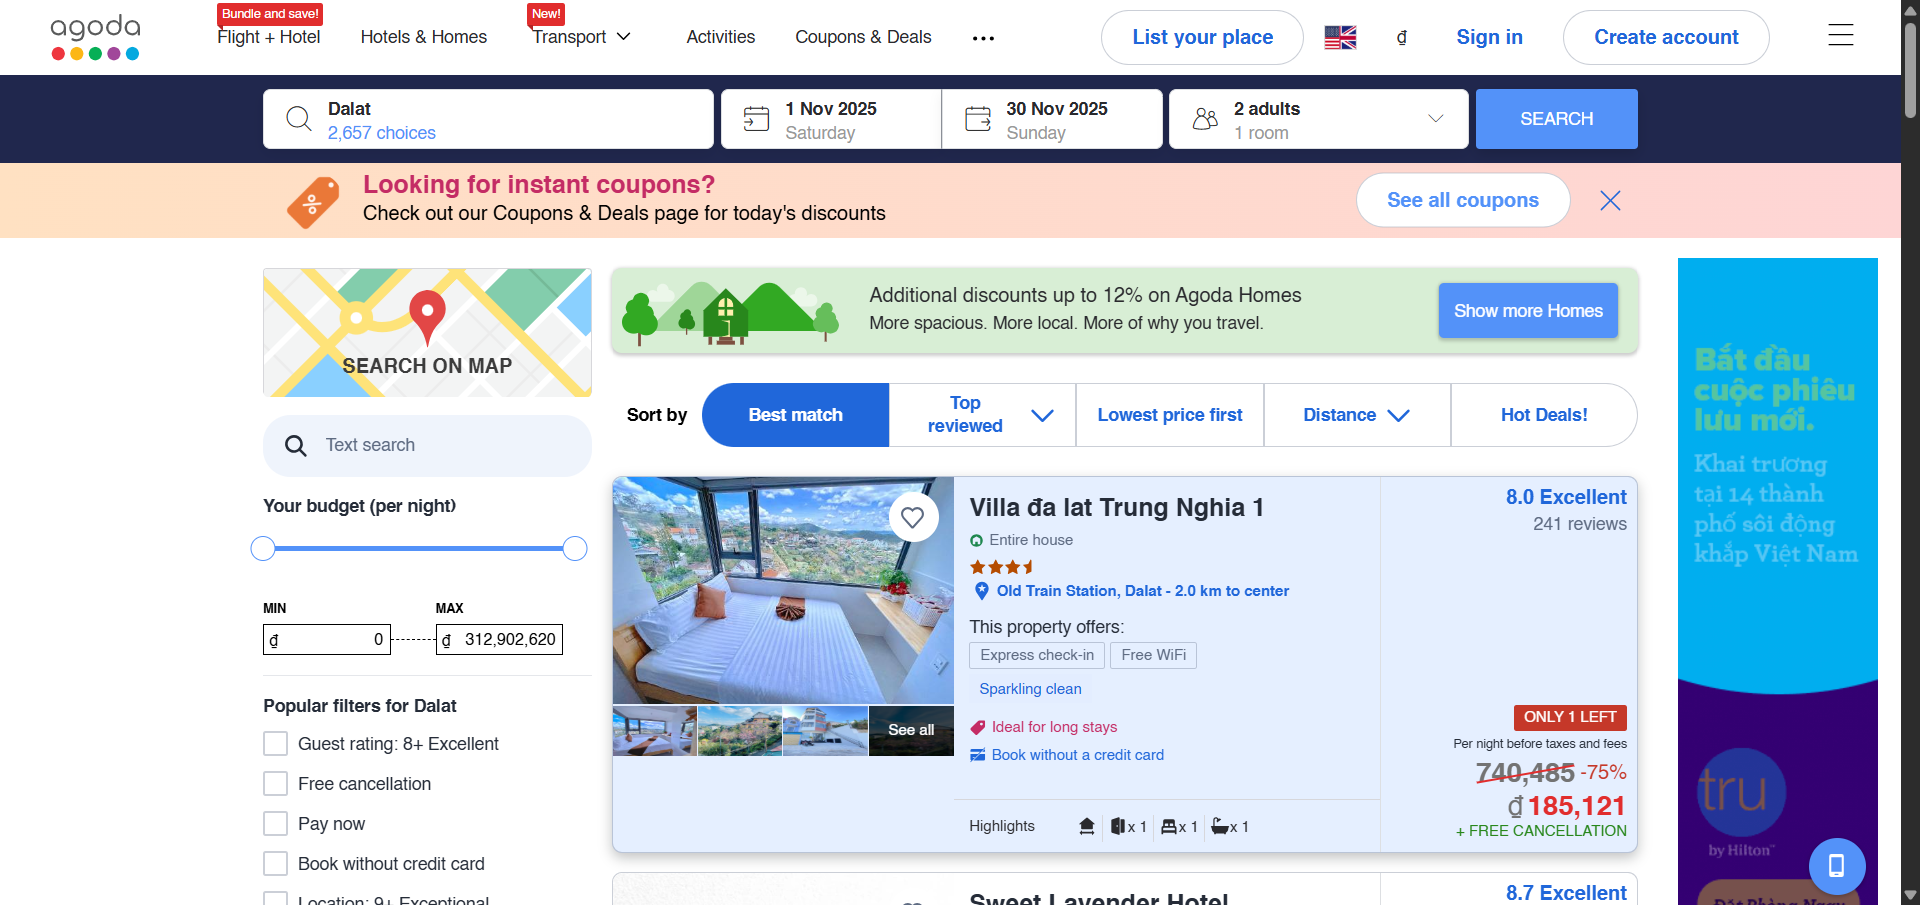 agoda
Bundle and save!
Flight + Hotel
Hotels & Homes
New!
Transport
Activities
Coupons & Deals
List your place
₫
Sign in
Create account
Dalat
2,657 choices
1 Nov 2025
Saturday
30 Nov 2025
Sunday
2 adults
1 room
SEARCH
Looking for instant coupons?
Check out our Coupons & Deals page for today's discounts
See all coupons
SEARCH ON MAP
Text search
Your budget (per night)
MIN
MAX
₫ 0
₫ 312,902,620
Popular filters for Dalat
Guest rating: 8+ Excellent
Free cancellation
Pay now
Book without credit card
Location: 9+ Exceptional
Additional discounts up to 12% on Agoda Homes
More spacious. More local. More of why you travel.
Show more Homes
Sort by
Best match
Top
reviewed
Lowest price first
Distance
Hot Deals!
See all
Villa đa lat Trung Nghia 1
Entire house
Old Train Station, Dalat - 2.0 km to center
This property offers:
Express check-in
Free WiFi
Sparkling clean
Ideal for long stays
Book without a credit card
Highlights
x 1
x 1
x 1
8.0 Excellent
241 reviews
ONLY 1 LEFT
Per night before taxes and fees
740,485 -75%
₫ 185,121
+ FREE CANCELLATION
Sweet Lavender Hotel
8.7 Excellent
Bắt đầu
cuộc phiêu
lưu mới.
Khai trương
tại 14 thành
phố sôi động
khắp Việt Nam
tru
by Hilton™
Đặt Phòng Ngay